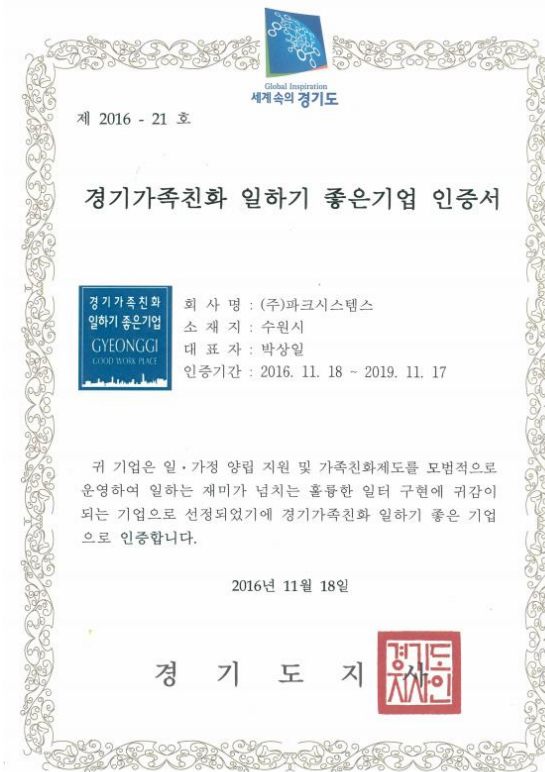 Global Inspiration
세계속의 경기도
제 2016 - 21 호
경기가족친화 일하기 좋은기업 인증서
경기가족친화
일하기 좋은기업
GYEONGGI
GOOD WORK PLACE
회 사 명 : (주)파크시스템스
소 재 지 : 수원시
대 표 자 : 박상일
인증기간 : 2016. 11. 18 ~ 2019. 11. 17
귀 기업은 일·가정 양립 지원 및 가족친화제도를 모범적으로
운영하여 일하는 재미가 넘치는 훌륭한 일터 구현에 귀감이
되는 기업으로 선정되었기에 경기가족친화 일하기 좋은 기업
으로 인증합니다.
2016년 11월 18일
경 기 도 지 사
경기도
지사인